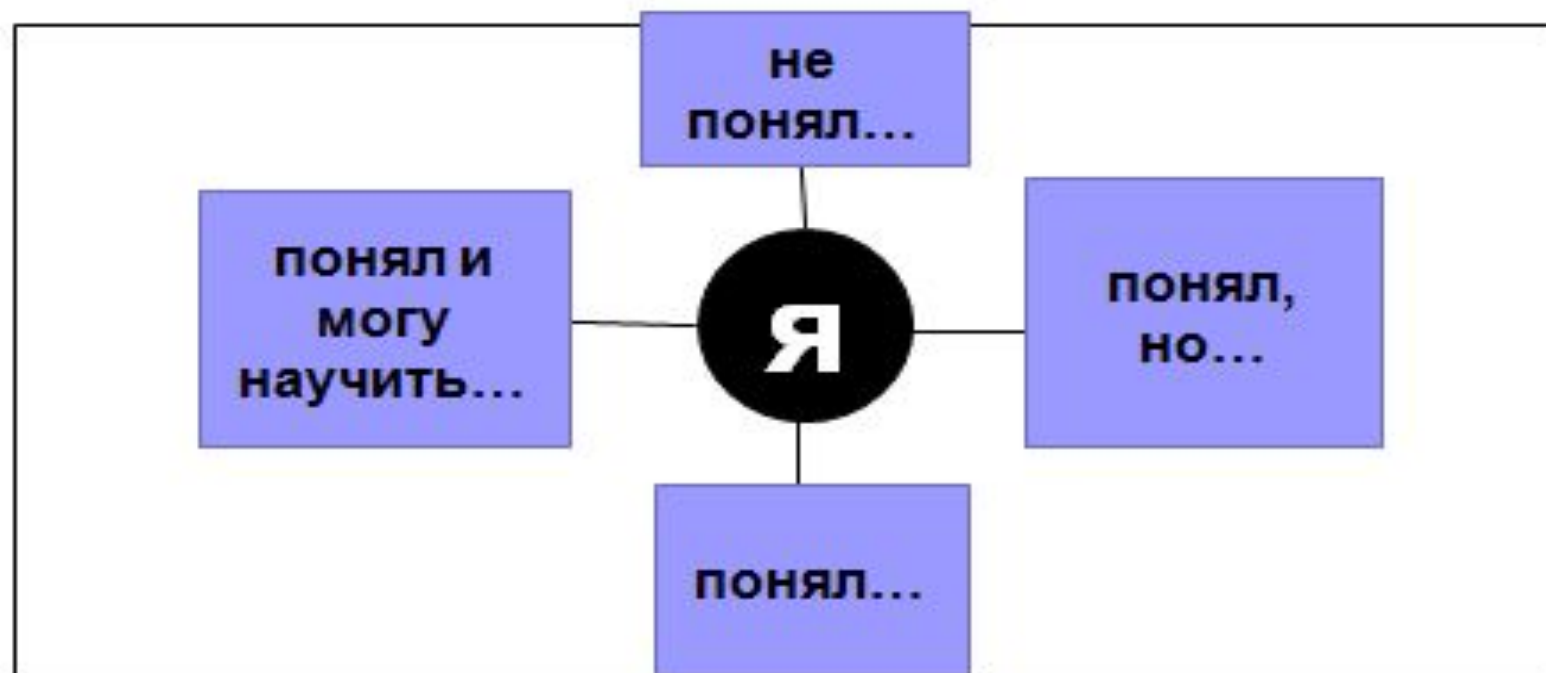 не
понял…
понял и
могу
научить…
я
понял,
но…
понял…